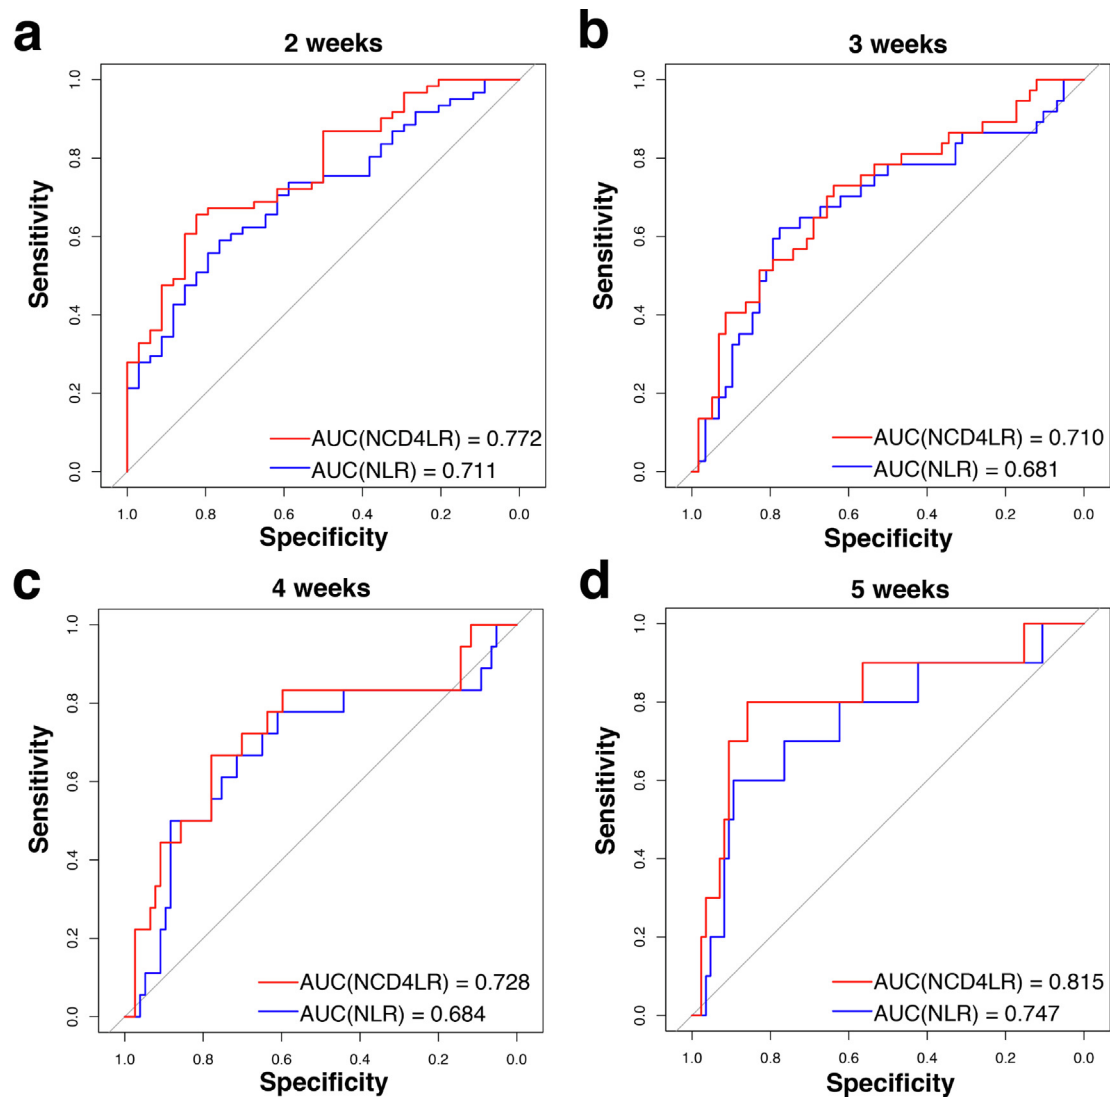 a
2 weeks
Sensitivity
1.0
0.8
0.6
0.4
0.2
0.0
AUC(NCD4LR) = 0.772
AUC(NLR) = 0.711
1.0 0.8 0.6 0.4 0.2 0.0
Specificity
b
3 weeks
Sensitivity
1.0
0.8
0.6
0.4
0.2
0.0
AUC(NCD4LR) = 0.710
AUC(NLR) = 0.681
1.0 0.8 0.6 0.4 0.2 0.0
Specificity
c
4 weeks
Sensitivity
1.0
0.8
0.6
0.4
0.2
0.0
AUC(NCD4LR) = 0.728
AUC(NLR) = 0.684
1.0 0.8 0.6 0.4 0.2 0.0
Specificity
d
5 weeks
Sensitivity
1.0
0.8
0.6
0.4
0.2
0.0
AUC(NCD4LR) = 0.815
AUC(NLR) = 0.747
1.0 0.8 0.6 0.4 0.2 0.0
Specificity